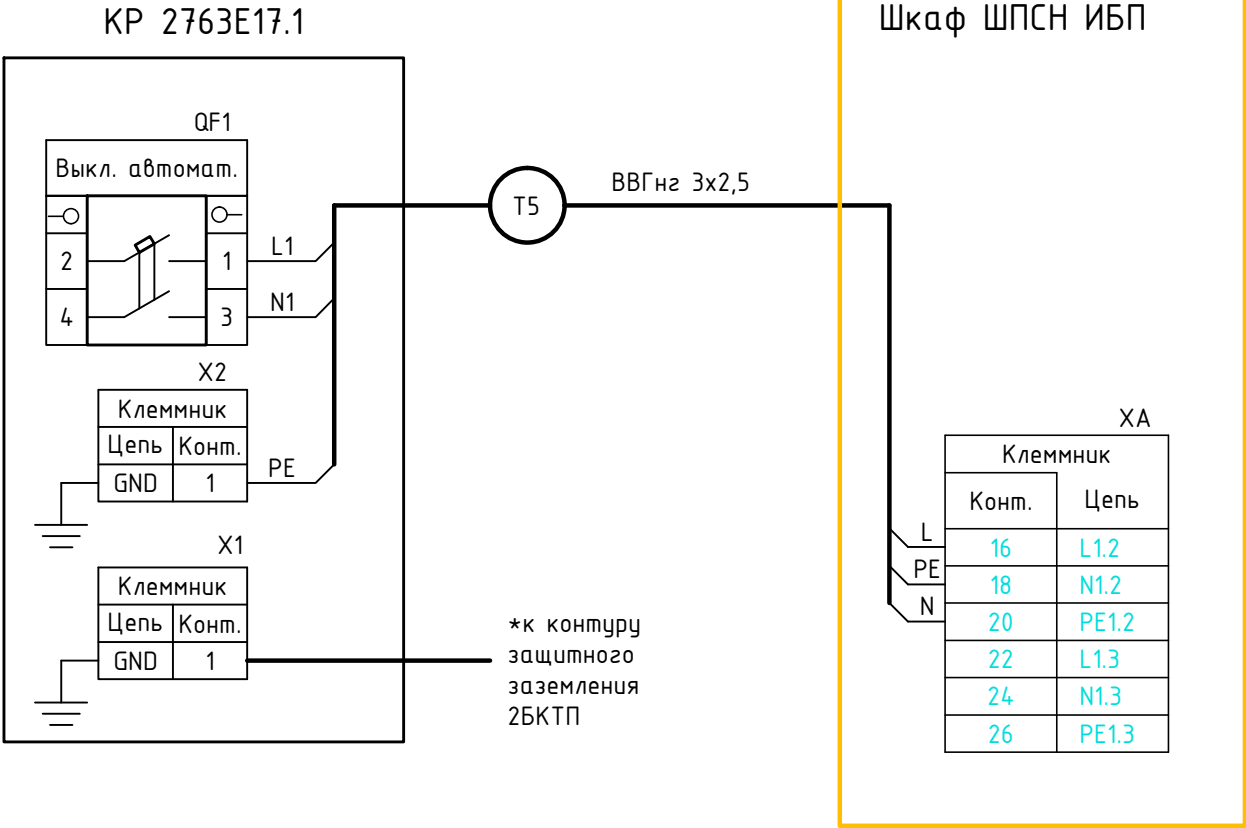 КР 2763Е17.1
Шкаф ШПСН ИБП
QF1
Выкл. автомат.
2
1
L1
4
3
N1
Т5
ВВГнг 3х2,5
X2
Клеммник
Цепь Конт.
GND 1
PE
X1
Клеммник
Цепь Конт.
GND 1
*к контуру
защитного
заземления
2БКТП
XA
Клеммник
Конт. Цепь
L 16 L1.2
PE 18 N1.2
N 20 PE1.2
22 L1.3
24 N1.3
26 PE1.3